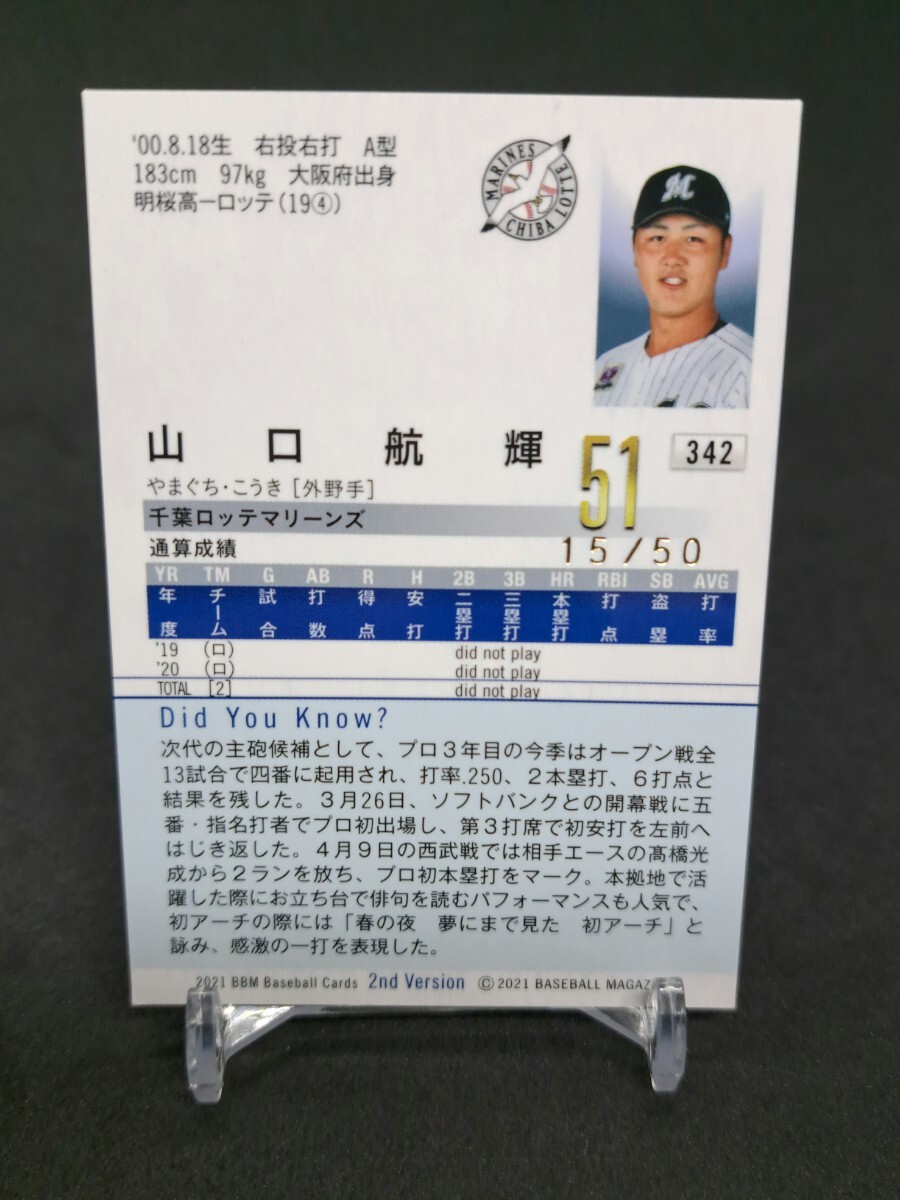 '00.8.18生 右投右打 A型
183cm 97kg 大阪府出身
明桜高ーロッテ(19④)
MARINES
CHIBA LOTTE
M
山口航輝
51
342
やまぐち・こうき [外野手]
千葉ロッテマリーンズ
通算成績
15/50
YR TM G AB R H 2B 3B HR RBI SB AVG
年度 チーム 試合 打数 得点 安打 二塁打 三塁打 本塁打 打点 盗塁 打率
'19 (ロ) did not play
'20 (ロ) did not play
TOTAL [2] did not play
Did You Know?
次代の主砲候補として、プロ3年目の今季はオープン戦全
13試合で四番に起用され、打率.250、2本塁打、6打点と
結果を残した。3月26日、ソフトバンクとの開幕戦に五
番・指名打者でプロ初出場し、第3打席で初安打を左前へ
はじき返した。4月9日の西武戦では相手エースの髙橋光
成から2ランを放ち、プロ初本塁打をマーク。本拠地で活
躍した際にお立ち台で俳句を読むパフォーマンスも人気で、
初アーチの際には「春の夜 夢にまで見た 初アーチ」と
詠み、感激の一打を表現した。
2021 BBM Baseball Cards 2nd Version ©2021 BASEBALL MAGAZ